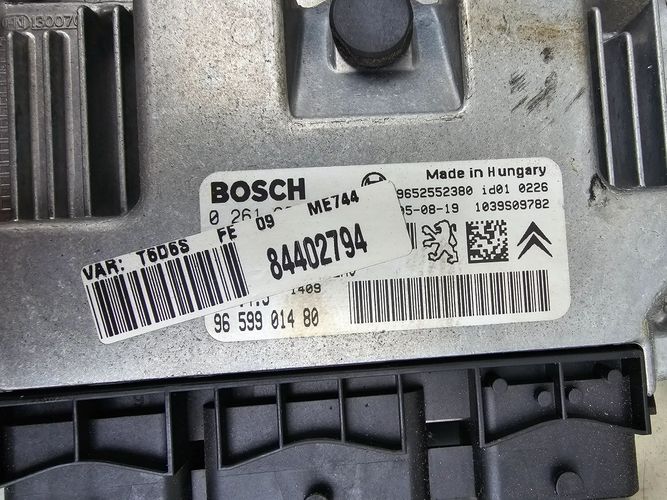 N 13007
BOSCH
Made in Hungary
0 261
9652552380 id01 0226
5-08-19 1039S09782
VAR: T6D6S FE 09 ME744
84402794
1409
96 599 014 80